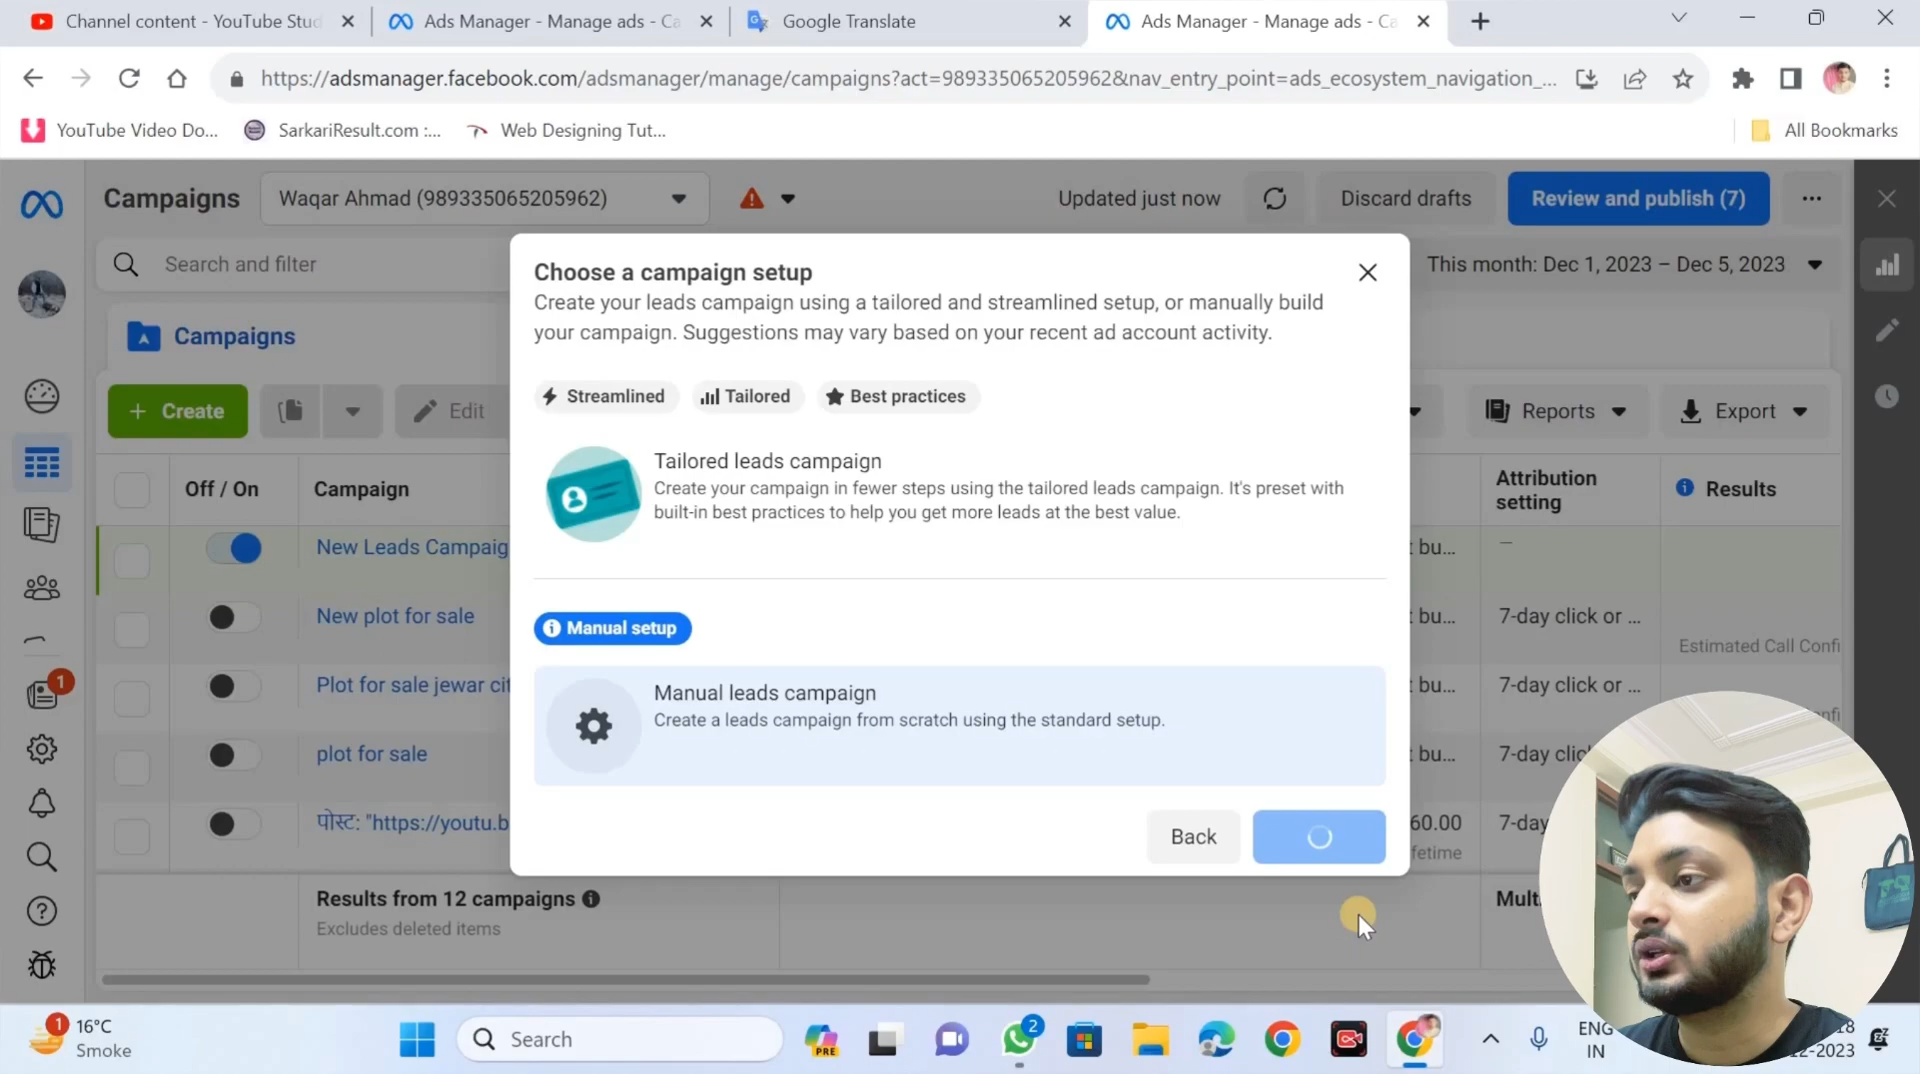 Channel content - YouTube Stud
Ads Manager - Manage ads - Ca
Google Translate
Ads Manager - Manage ads - Ca
https://adsmanager.facebook.com/adsmanager/manage/campaigns?act=989335065205962&nav_entry_point=ads_ecosystem_navigation_...
YouTube Video Do...
SarkariResult.com :...
Web Designing Tut...
All Bookmarks
Campaigns
Waqar Ahmad (989335065205962)
Updated just now
Discard drafts
Review and publish (7)
Search and filter
This month: Dec 1, 2023 – Dec 5, 2023
Campaigns
Create
Edit
Reports
Export
Off / On
Campaign
Attribution
setting
Results
New Leads Campaig
t bu...
—
New plot for sale
t bu...
7-day click or ...
Estimated Call Confi
Plot for sale jewar cit
t bu...
7-day click or ...
plot for sale
t bu...
7-day clic
पोस्ट: "https://youtu.b
60.00
fetime
7-day
Results from 12 campaigns
Excludes deleted items
Mult
Choose a campaign setup
Create your leads campaign using a tailored and streamlined setup, or manually build
your campaign. Suggestions may vary based on your recent ad account activity.
Streamlined
Tailored
Best practices
Tailored leads campaign
Create your campaign in fewer steps using the tailored leads campaign. It's preset with
built-in best practices to help you get more leads at the best value.
Manual setup
Manual leads campaign
Create a leads campaign from scratch using the standard setup.
Back
1
1
16°C
Smoke
Search
PRE
2
ENG
IN
18
12-2023